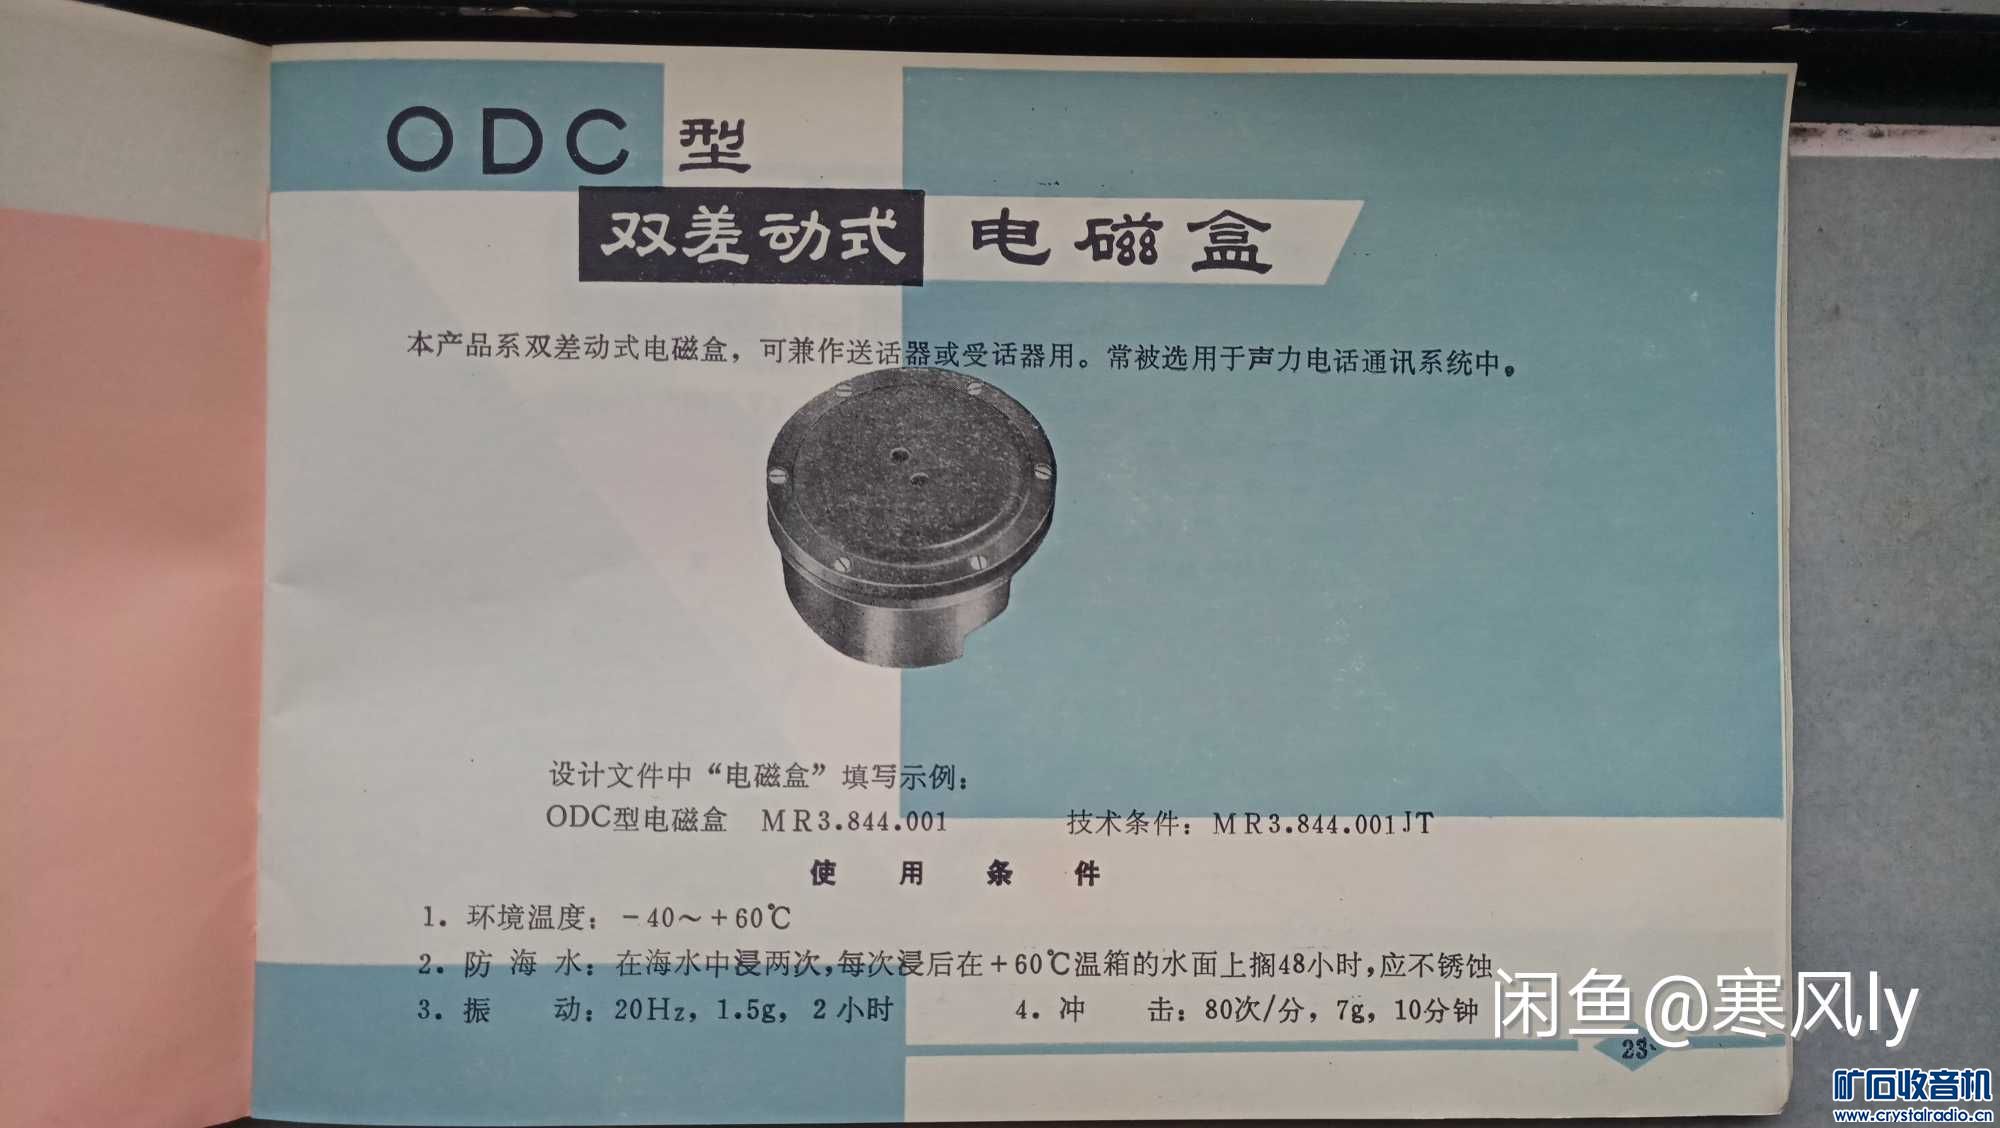 ODC型
双差动式 电磁盒
本产品系双差动式电磁盒，可兼作送话器或受话器用。常被选用于声力电话通讯系统中。
设计文件中“电磁盒”填写示例：
ODC型电磁盒 MR3.844.001 技术条件：MR3.844.001JT
使用条件
1. 环境温度：-40～+60℃
2. 防海水：在海水中浸两次，每次浸后在+60℃温箱的水面上搁48小时，应不锈蚀
3. 振动：20Hz，1.5g，2小时 4. 冲击：80次/分，7g，10分钟
闲鱼@寒风ly
23
矿石收音机
www.crystalradio.cn